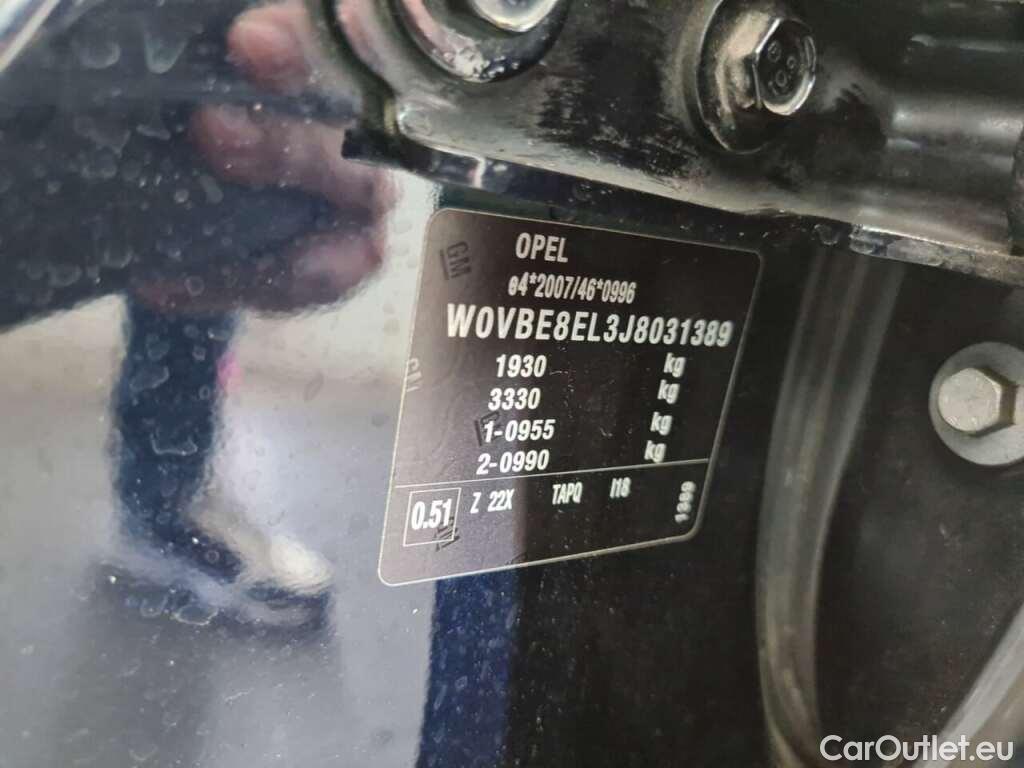 OPEL
e4*2007/46*0996
W0VBE8EL3J8031389
1930 kg
3330 kg
1-0955 kg
2-0990 kg
0.51 Z 22X TAPQ I18 1389
GM
CarOutlet.eu